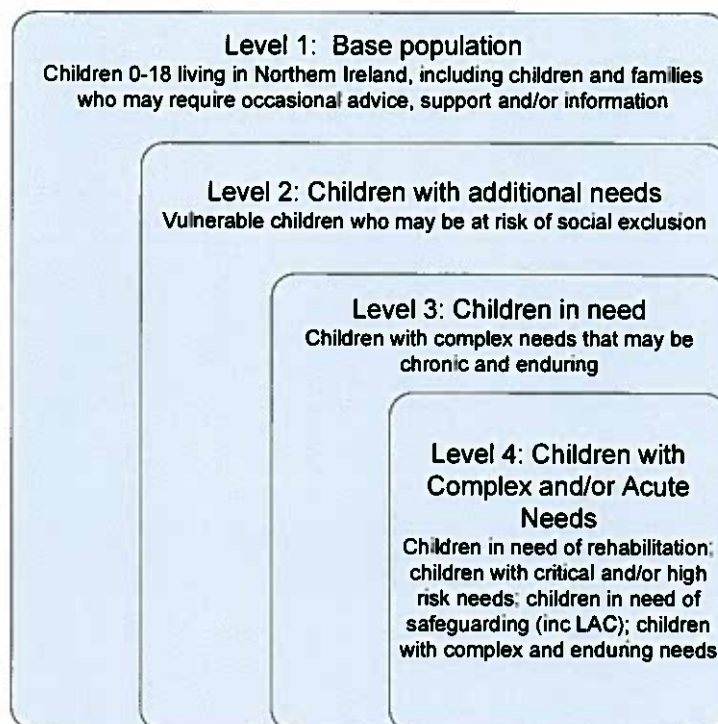 Level 1: Base population
Children 0-18 living in Northern Ireland, including children and families
who may require occasional advice, support and/or information
Level 2: Children with additional needs
Vulnerable children who may be at risk of social exclusion
Level 3: Children in need
Children with complex needs that may be
chronic and enduring
Level 4: Children with
Complex and/or Acute
Needs
Children in need of rehabilitation;
children with critical and/or high
risk needs; children in need of
safeguarding (inc LAC); children
with complex and enduring needs